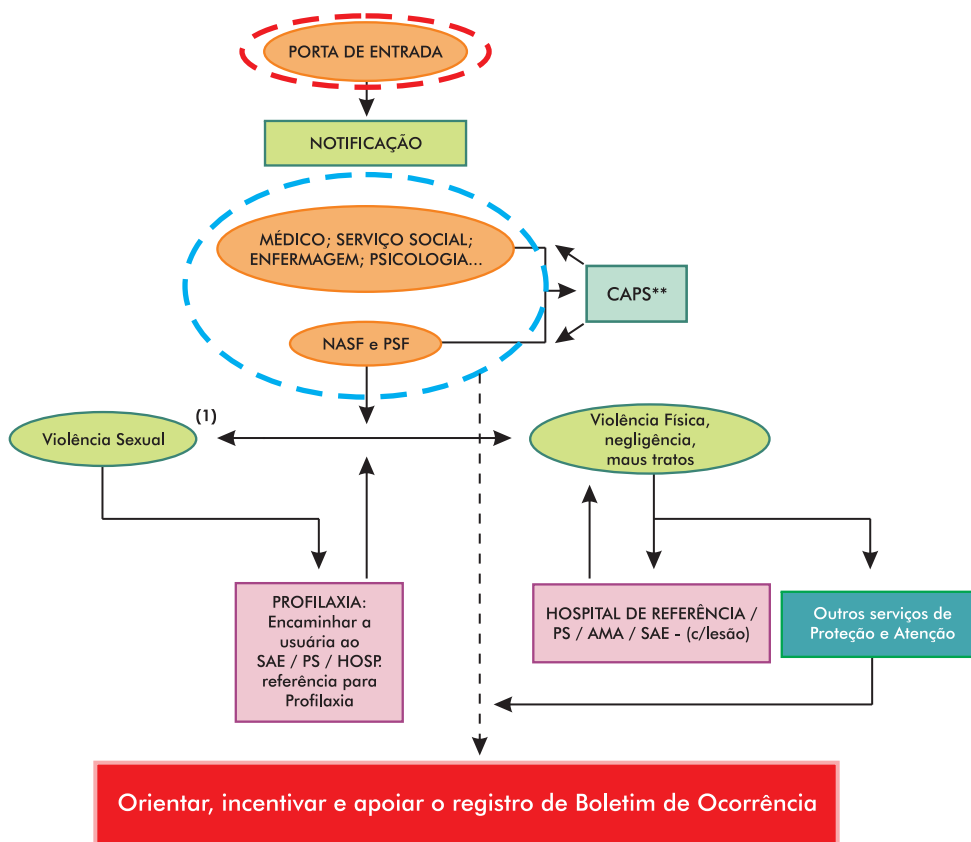 PORTA DE ENTRADA
NOTIFICAÇÃO
MÉDICO; SERVIÇO SOCIAL;
ENFERMAGEM; PSICOLOGIA...
CAPS**
NASF e PSF
Violência Sexual
(1)
Violência Física,
negligência,
maus tratos
PROFILAXIA:
Encaminhar a
usuária ao
SAE / PS / HOSP.
referência para
Profilaxia
HOSPITAL DE REFERÊNCIA /
PS / AMA / SAE - (c/lesão)
Outros serviços de
Proteção e Atenção
Orientar, incentivar e apoiar o registro de Boletim de Ocorrência